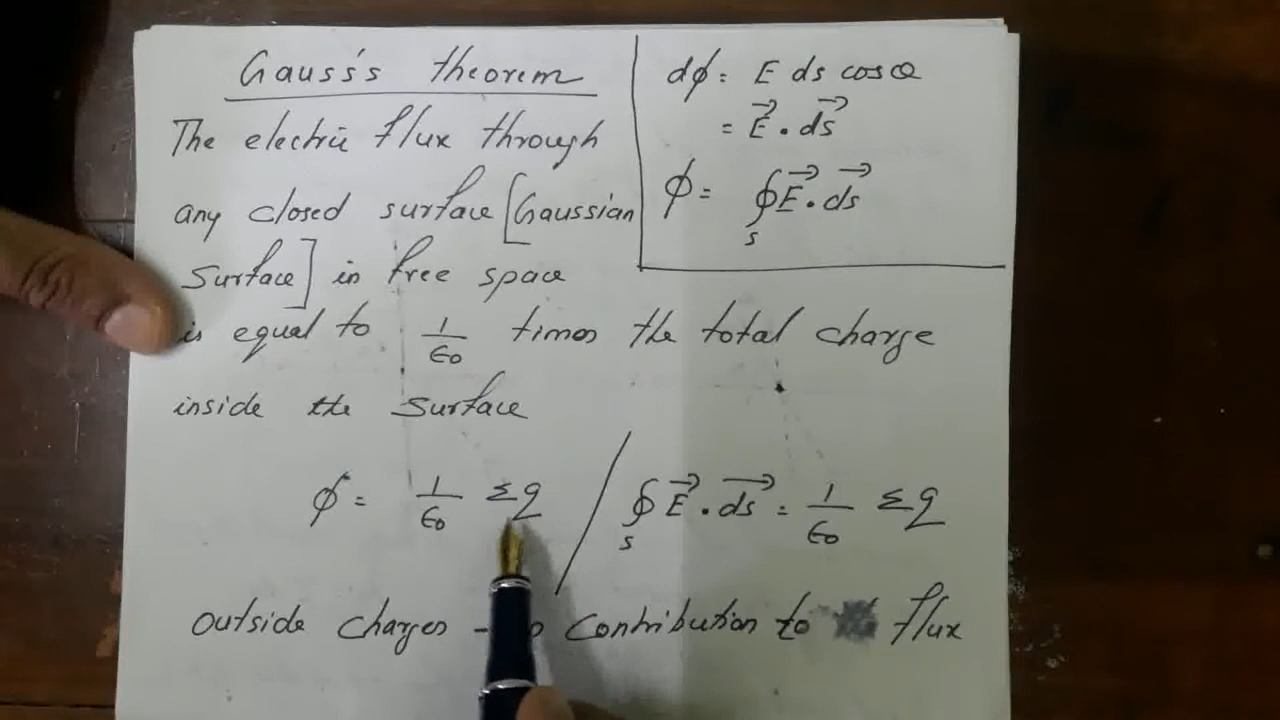 Gauss's theorem
The electric flux through
any closed surface [Gaussian
Surface] in free space
is equal to 1/ϵ0 times the total charge
inside the surface
dϕ = E ds cosθ
= E⃗ . ds⃗
ϕ = ∮s E⃗ . ds⃗
ϕ = 1/ϵ0 Σq / ∮s E⃗ . ds⃗ = 1/ϵ0 Σq
Outside charges - contribution to flux